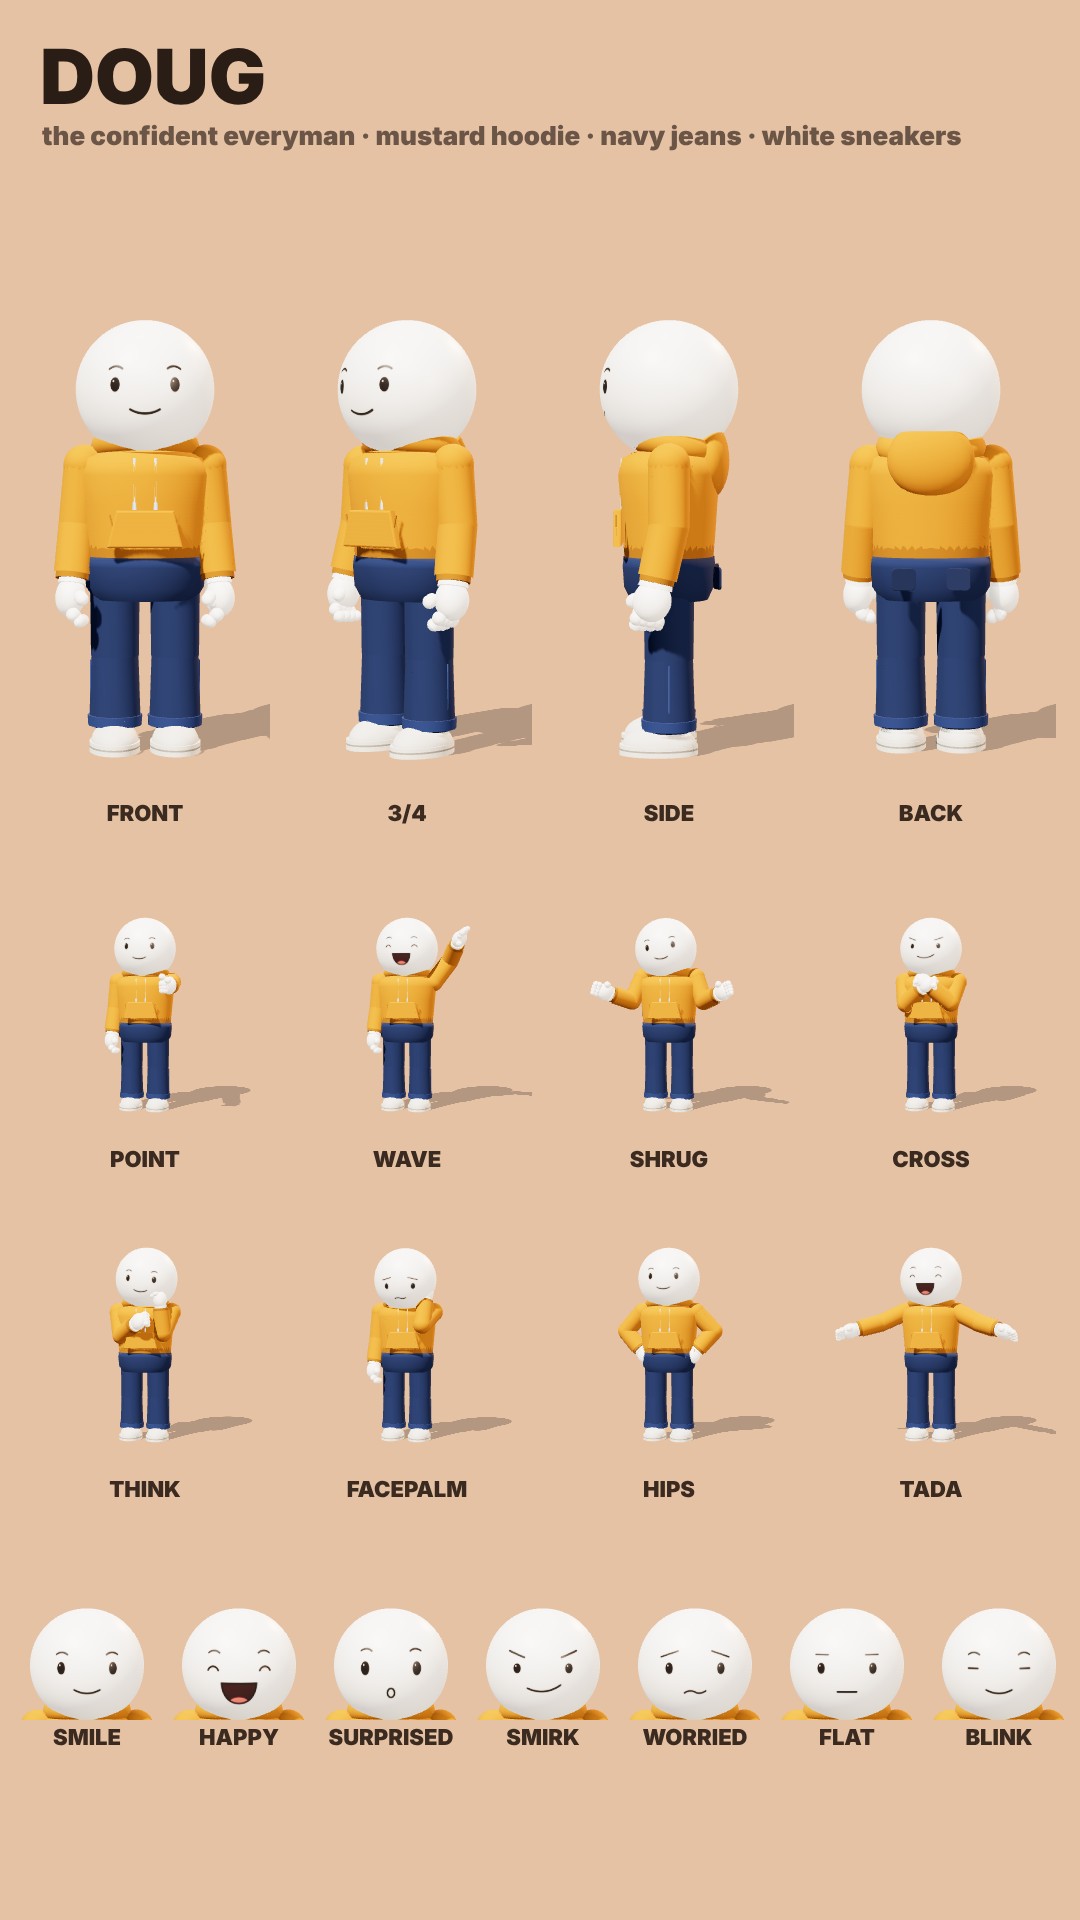 DOUG
the confident everyman · mustard hoodie · navy jeans · white sneakers
FRONT 3/4 SIDE BACK
POINT WAVE SHRUG CROSS
THINK FACEPALM HIPS TADA
SMILE HAPPY SURPRISED SMIRK WORRIED FLAT BLINK